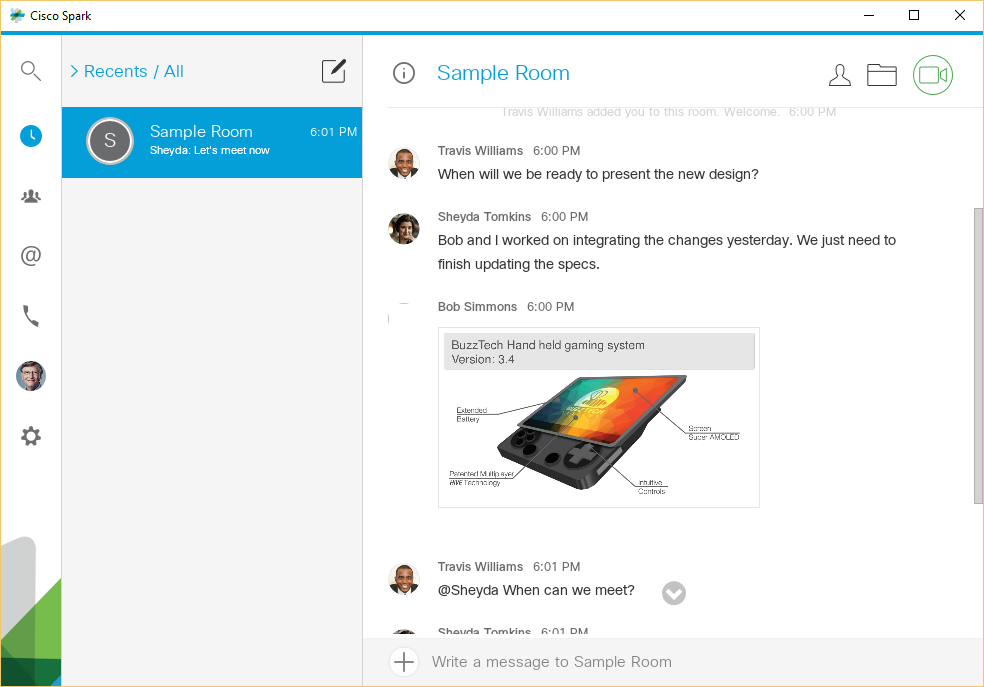 Cisco Spark
> Recents / All
S
Sample Room
6:01 PM
Sheyda: Let's meet now
@
Sample Room
Travis Williams added you to this room. Welcome. 6:00 PM
Travis Williams 6:00 PM
When will we be ready to present the new design?
Sheyda Tomkins 6:00 PM
Bob and I worked on integrating the changes yesterday. We just need to
finish updating the specs.
Bob Simmons 6:00 PM
BuzzTech Hand held gaming system
Version: 3.4
Extended
Battery
Screen
Super AMOLED
Patented Multiplayer
HIVE Technology
Intuitive
Controls
Travis Williams 6:01 PM
@Sheyda When can we meet?
Sheyda Tomkins 6:01 PM
Write a message to Sample Room